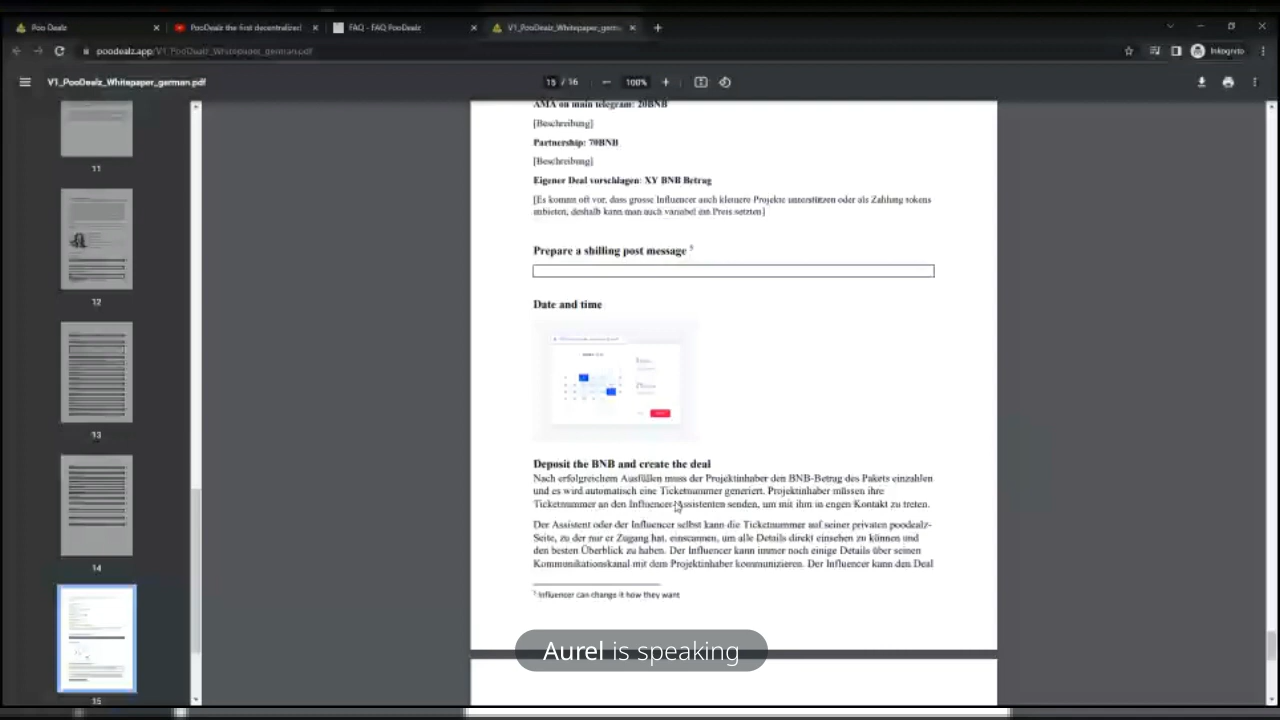 Poo Dealz
PooDealz the first decentralized
FAQ - FAQ PooDealz
V1_PooDealz_Whitepaper_germ
poodealz.app/V1_PooDealz_Whitepaper_german.pdf
Inkognito
V1_PooDealz_Whitepaper_german.pdf
15 / 16
100%
11
12
13
14
15
AMA on main telegram: 20BNB
[Beschreibung]
Partnership: 70BNB
[Beschreibung]
Eigener Deal vorschlagen: XY BNB Betrag
[Es kommt oft vor, dass grosse Influencer auch kleinere Projekte unterstützen oder als Zahlung tokens
anbieten, deshalb kann man auch variabel ein Preis setzten]
Prepare a shilling post message 5
Date and time
Deposit the BNB and create the deal
Nach erfolgreichem Ausfüllen muss der Projektinhaber den BNB-Betrag des Pakets einzahlen
und es wird automatisch eine Ticketnummer generiert. Projektinhaber müssen ihre
Ticketnummer an den Influencer-Assistenten senden, um mit ihm in engen Kontakt zu treten.
Der Assistent oder der Influencer selbst kann die Ticketnummer auf seiner privaten poodealz-
Seite, zu der nur er Zugang hat, einscannen, um alle Details direkt einsehen zu können und
den besten Überblick zu haben. Der Influencer kann immer noch einige Details über seinen
Kommunikationskanal mit dem Projektinhaber kommunizieren. Der Influencer kann den Deal
5 Influencer can change it how they want
Aurel is speaking